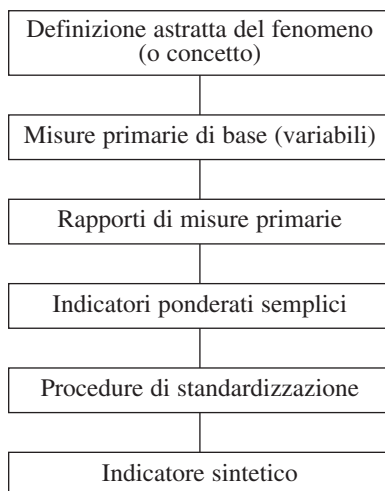 Definizione astratta del fenomeno
(o concetto)
Misure primarie di base (variabili)
Rapporti di misure primarie
Indicatori ponderati semplici
Procedure di standardizzazione
Indicatore sintetico